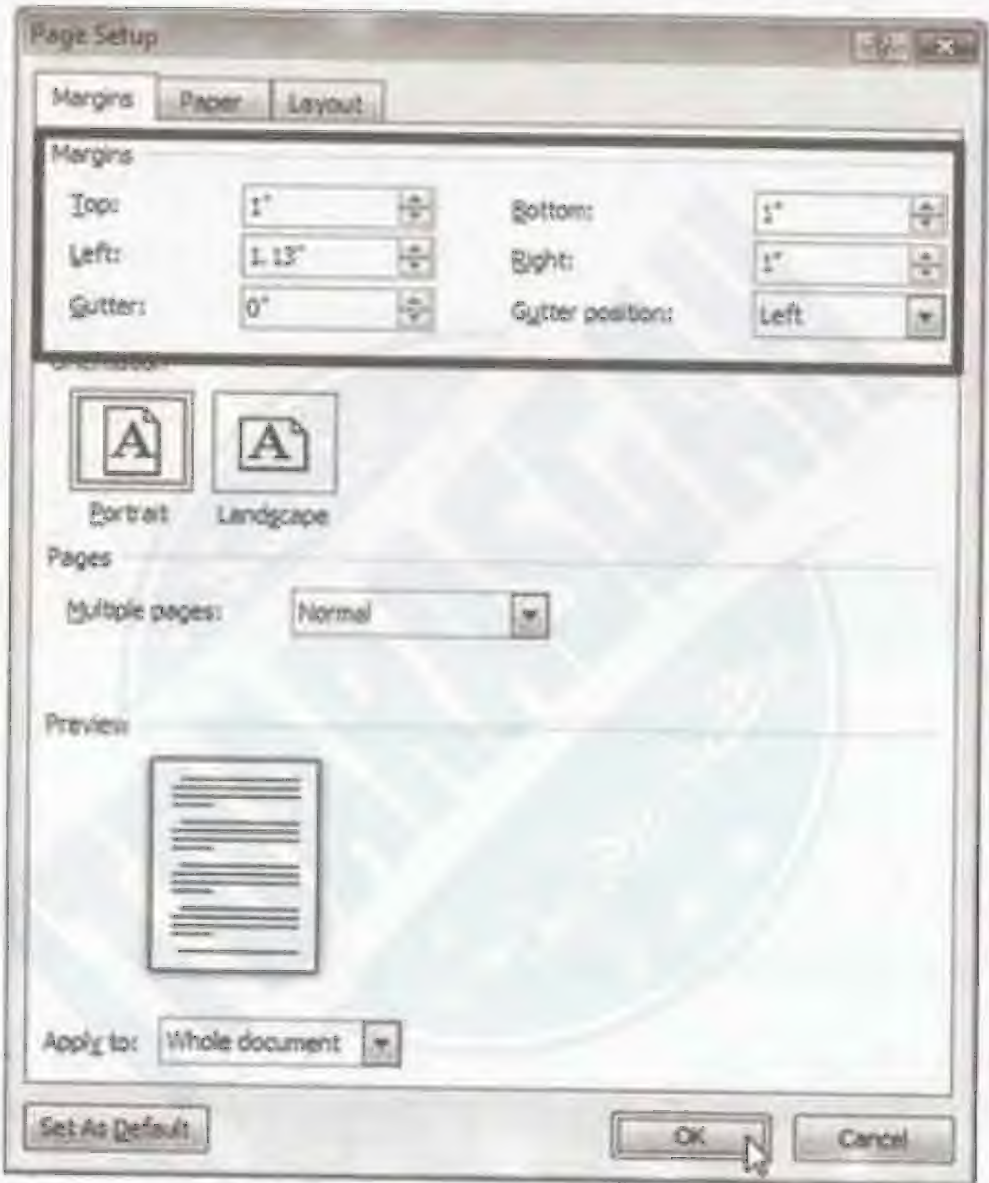 Page Setup
Margins Paper Layout
Margins
Top: 1" Bottom: 1"
Left: 1.13" Right: 1"
Gutter: 0" Gutter position: Left
Orientation
A A
Portrait Landscape
Pages
Multiple pages: Normal
Preview
Apply to: Whole document
Set As Default OK Cancel